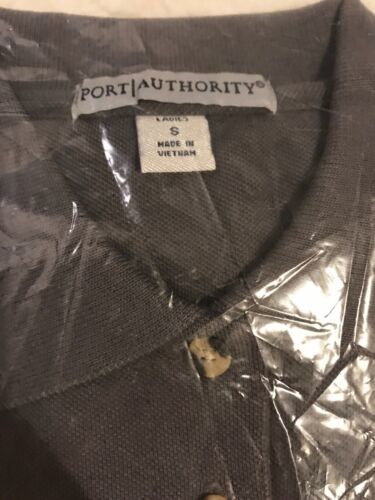 PORT|AUTHORITY®
LADIES
S
MADE IN
VIETNAM